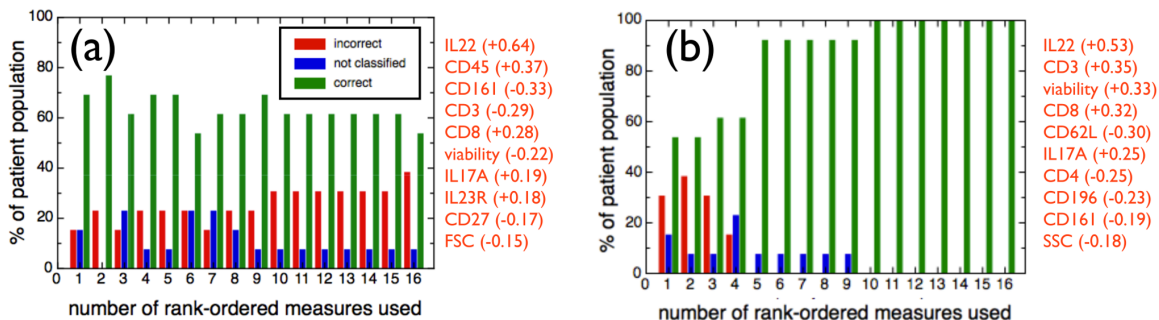 (a)
incorrect
not classified
correct
% of patient population
100
80
60
40
20
0
0 1 2 3 4 5 6 7 8 9 10 11 12 13 14 15 16
number of rank-ordered measures used
IL22 (+0.64)
CD45 (+0.37)
CD161 (-0.33)
CD3 (-0.29)
CD8 (+0.28)
viability (-0.22)
IL17A (+0.19)
IL23R (+0.18)
CD27 (-0.17)
FSC (-0.15)
(b)
% of patient population
100
80
60
40
20
0
0 1 2 3 4 5 6 7 8 9 10 11 12 13 14 15 16
number of rank-ordered measures used
IL22 (+0.53)
CD3 (+0.35)
viability (+0.33)
CD8 (+0.32)
CD62L (-0.30)
IL17A (+0.25)
CD4 (-0.25)
CD196 (-0.23)
CD161 (-0.19)
SSC (-0.18)